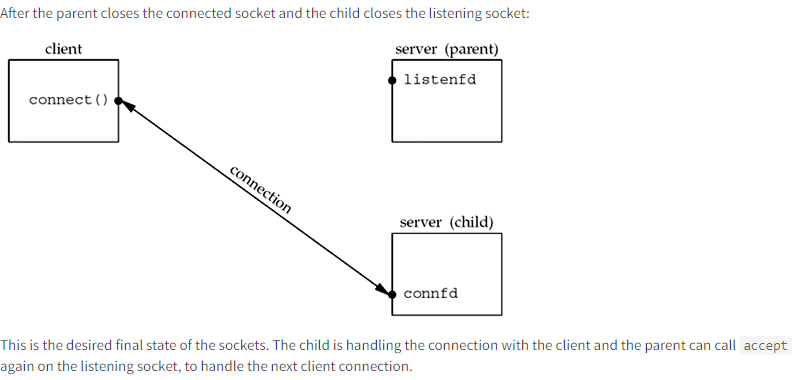 After the parent closes the connected socket and the child closes the listening socket:
client
server (parent)
listenfd
connect()
connection
server (child)
connfd
This is the desired final state of the sockets. The child is handling the connection with the client and the parent can call accept
again on the listening socket, to handle the next client connection.